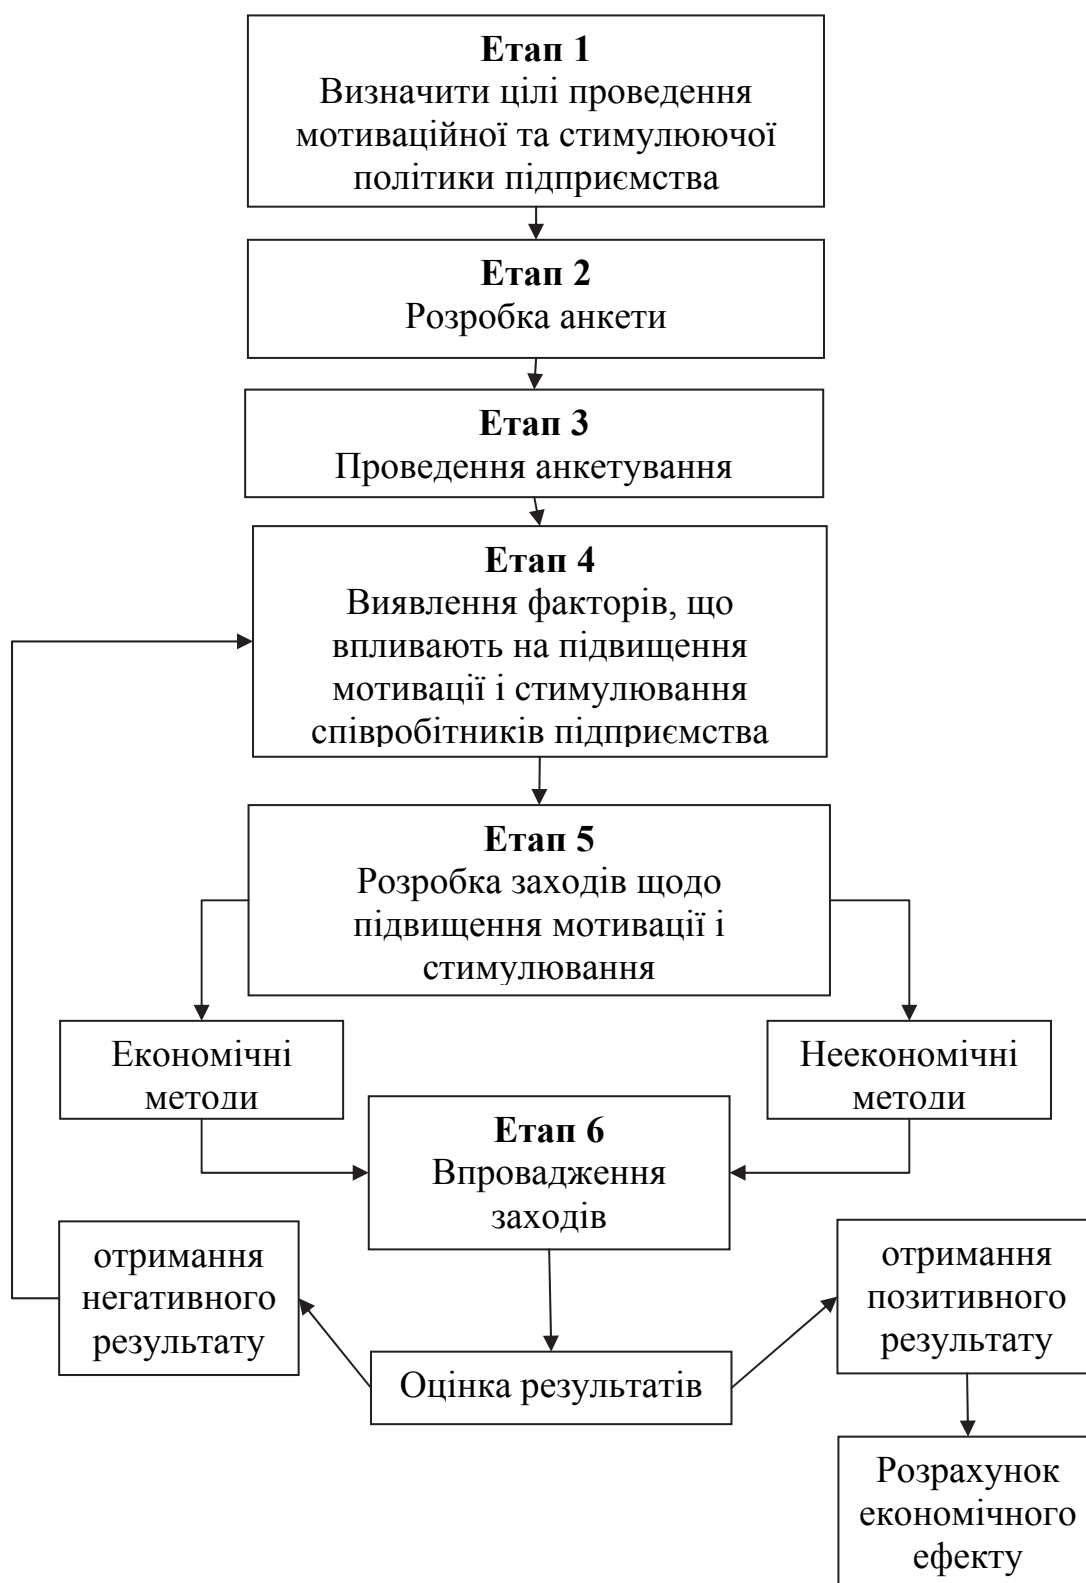 Етап 1
Визначити цілі проведення
мотиваційної та стимулюючої
політики підприємства
Етап 2
Розробка анкети
Етап 3
Проведення анкетування
Етап 4
Виявлення факторів, що
впливають на підвищення
мотивації і стимулювання
співробітників підприємства
Етап 5
Розробка заходів щодо
підвищення мотивації і
стимулювання
Економічні
методи
Неекономічні
методи
Етап 6
Впровадження
заходів
отримання
негативного
результату
отримання
позитивного
результату
Оцінка результатів
Розрахунок
економічного
ефекту